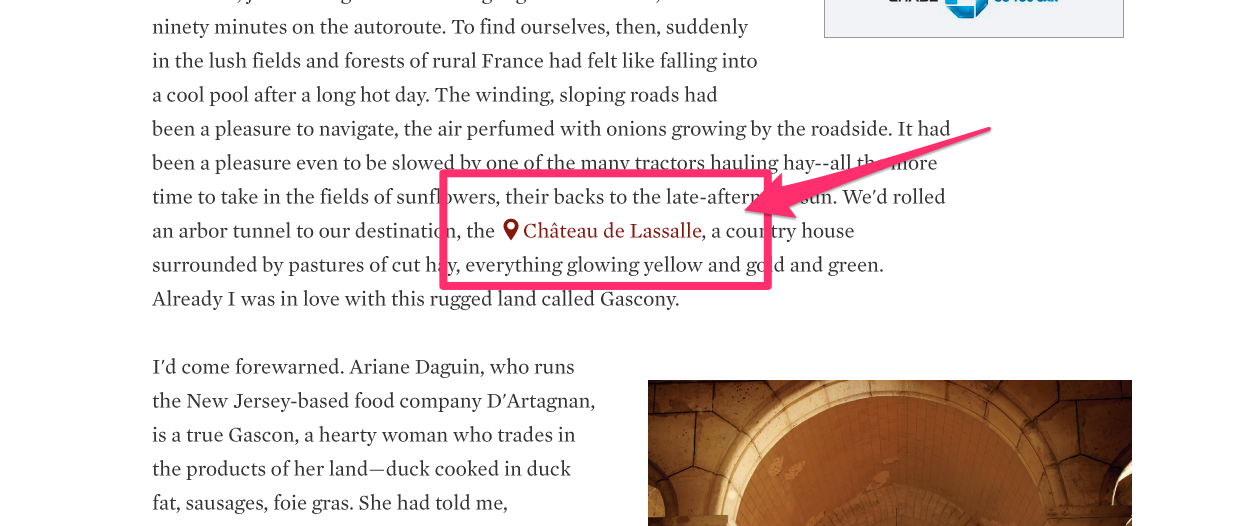 ninety minutes on the autoroute. To find ourselves, then, suddenly
in the lush fields and forests of rural France had felt like falling into
a cool pool after a long hot day. The winding, sloping roads had
been a pleasure to navigate, the air perfumed with onions growing by the roadside. It had
been a pleasure even to be slowed by one of the many tractors hauling hay--all the more
time to take in the fields of sunflowers, their backs to the late-afternoon sun. We'd rolled
an arbor tunnel to our destination, the Château de Lassalle, a country house
surrounded by pastures of cut hay, everything glowing yellow and gold and green.
Already I was in love with this rugged land called Gascony.
I'd come forewarned. Ariane Daguin, who runs
the New Jersey-based food company D'Artagnan,
is a true Gascon, a hearty woman who trades in
the products of her land—duck cooked in duck
fat, sausages, foie gras. She had told me,